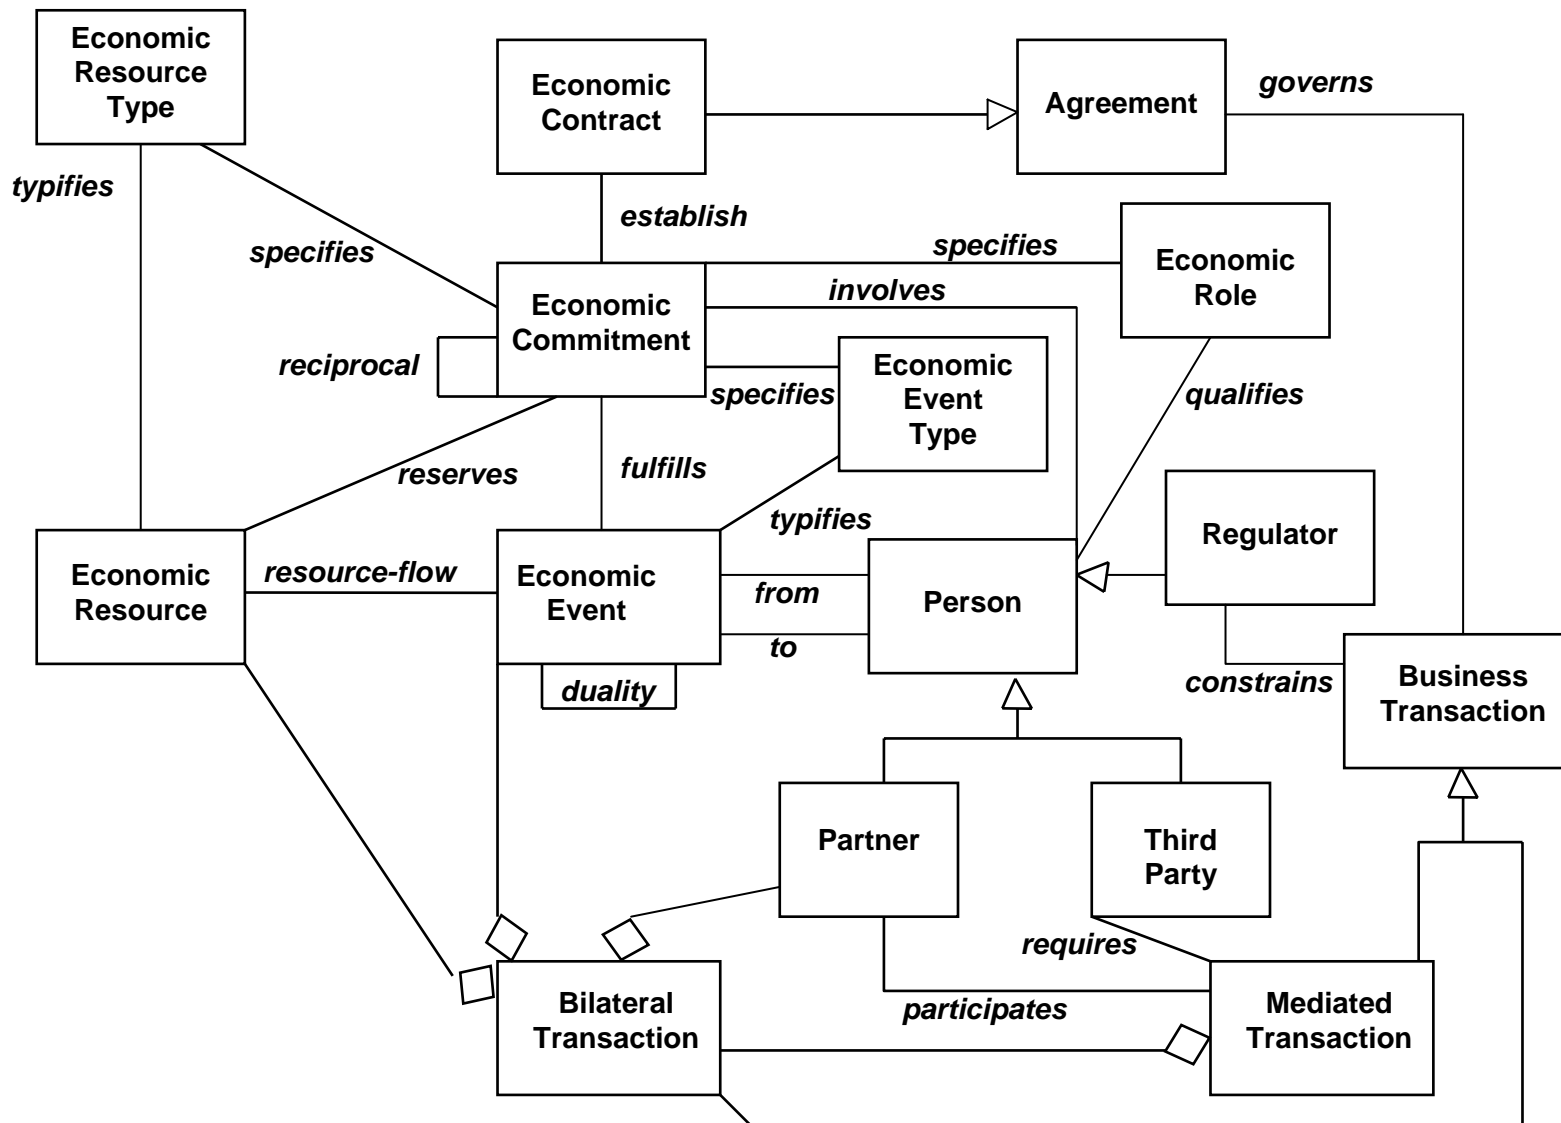 Economic
Resource
Type
Economic
Contract
Agreement
governs
typifies
establish
specifies
specifies
Economic
Role
involves
Economic
Commitment
reciprocal
Economic
Event
Type
specifies
qualifies
reserves
fulfills
typifies
Regulator
Economic
Resource
resource-flow
Economic
Event
from
to
Person
duality
constrains
Business
Transaction
Partner
Third
Party
requires
participates
Bilateral
Transaction
Mediated
Transaction